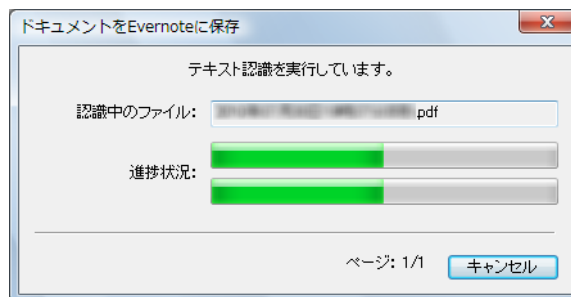 ドキュメントをEvernoteに保存
テキスト認識を実行しています。
認識中のファイル: .pdf
進捗状況:
ページ: 1/1 キャンセル